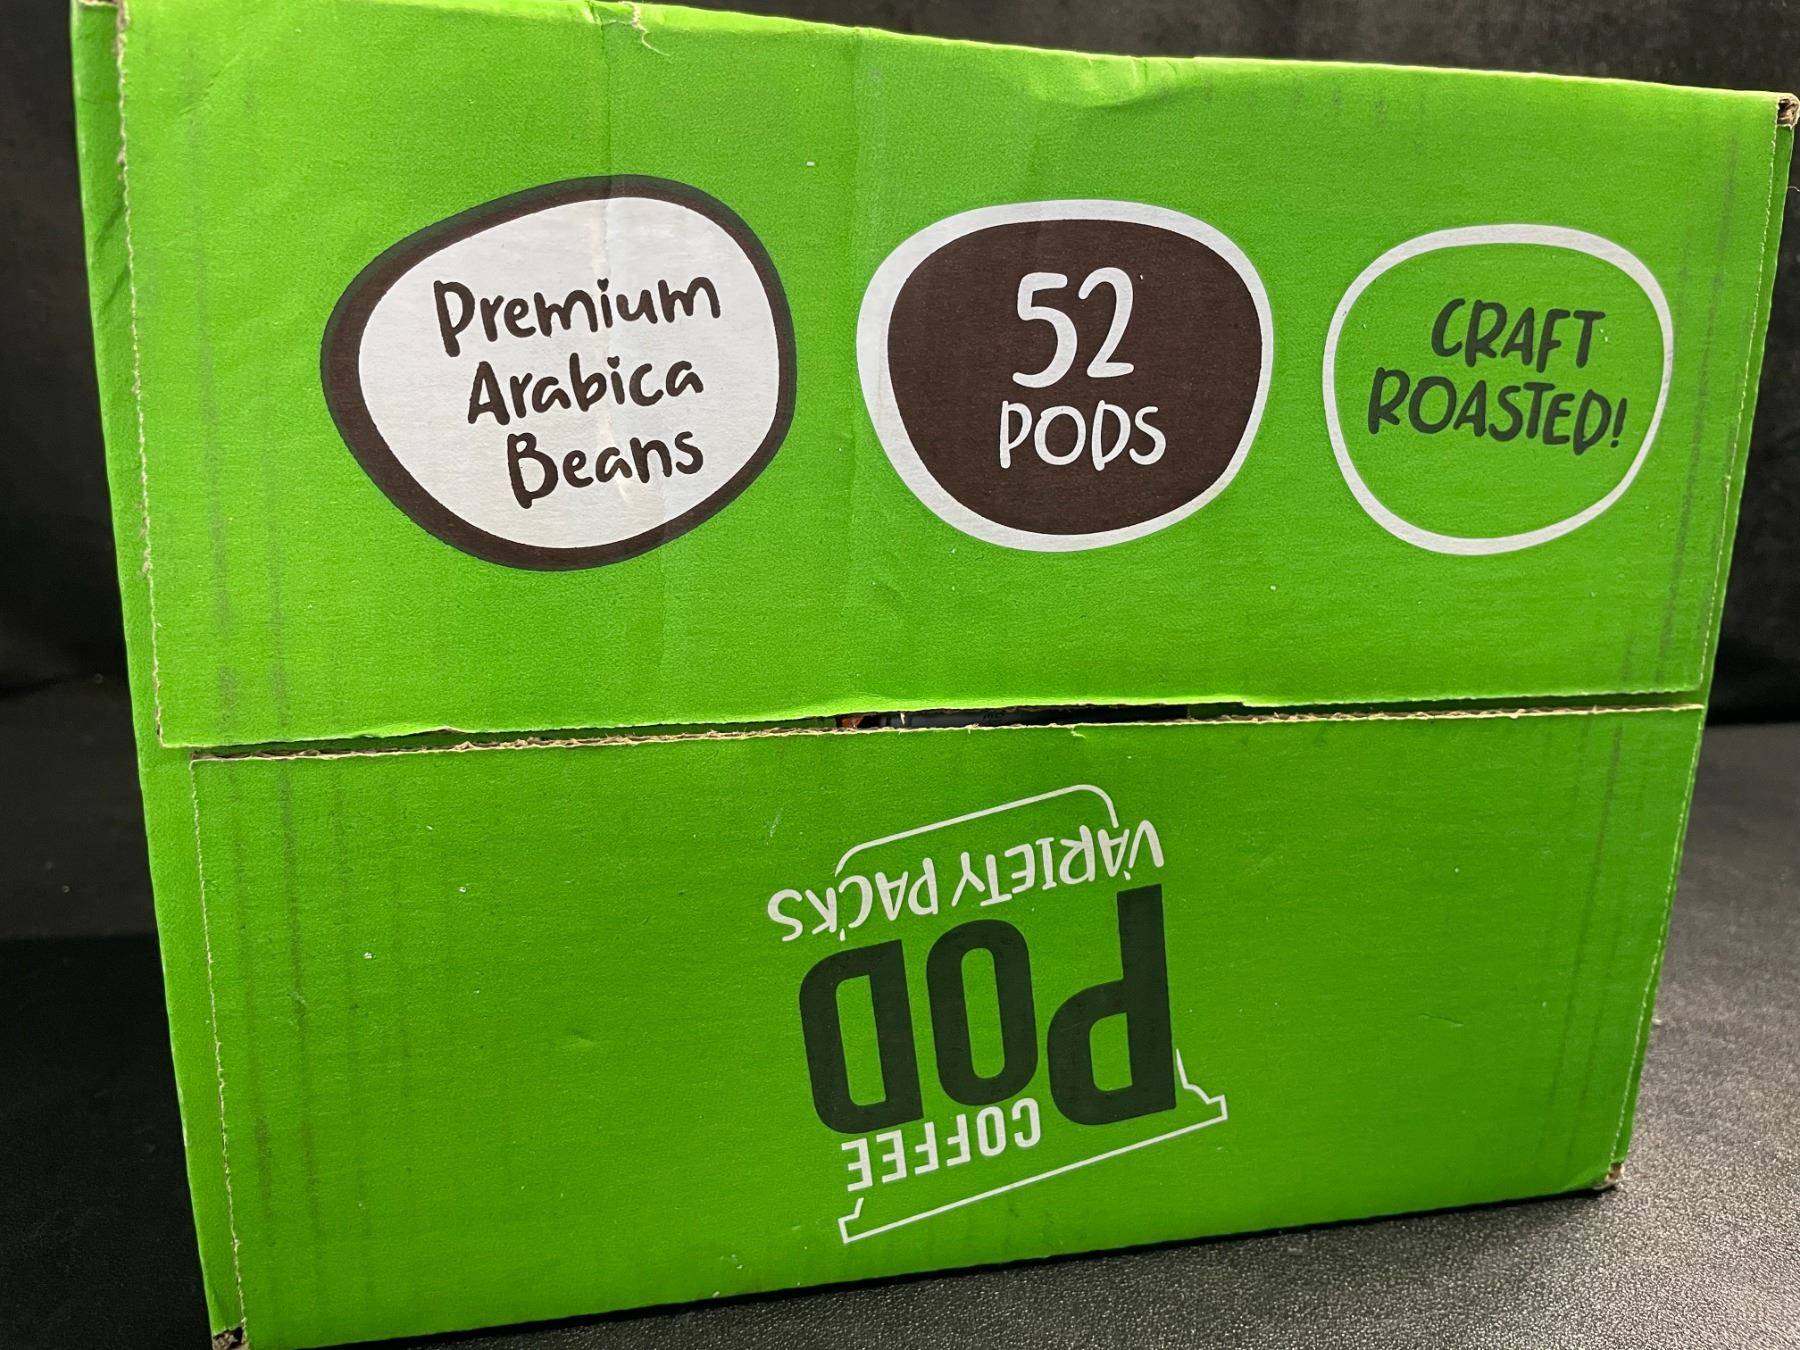 Premium
Arabica
Beans
52
PODS
CRAFT
ROASTED!
COFFEE
POD
VARIETY PACKS